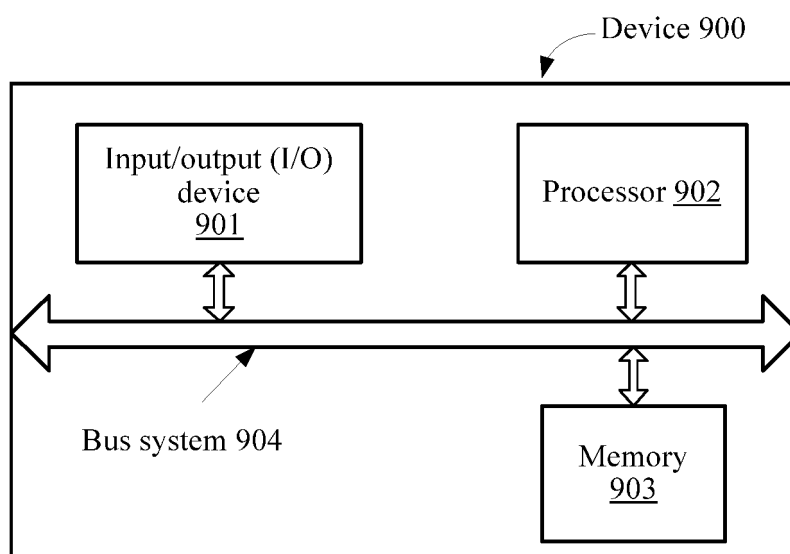 Device 900
Input/output (I/O)
device
901
Processor 902
Bus system 904
Memory
903